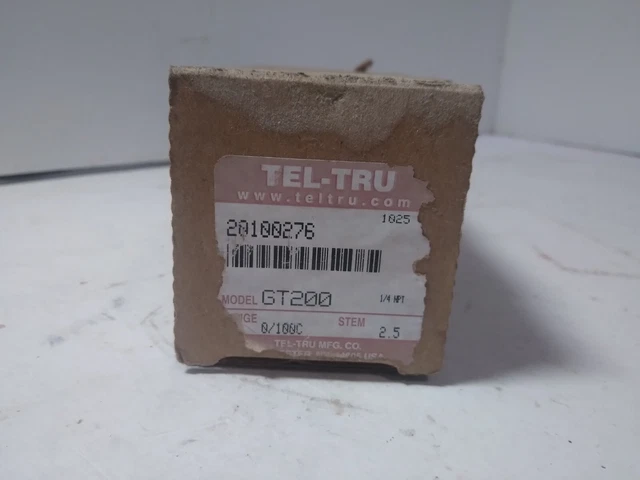 TEL-TRU
www.teltru.com
1025
20100276
MODEL GT200 1/4 NPT
0/100C STEM 2.5
TEL-TRU MFG. CO.